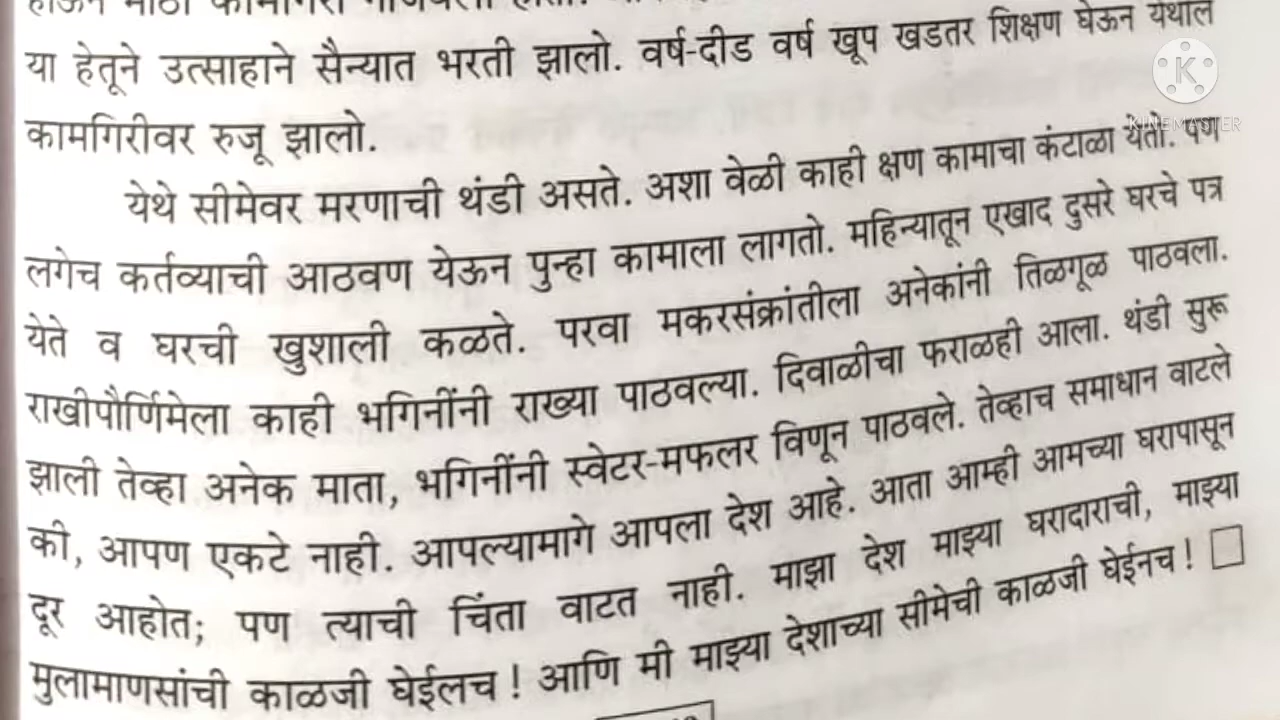 या हेतूने उत्साहाने सैन्यात भरती झालो. वर्ष-दीड वर्ष खूप खडतर शिक्षण घेऊन येथील
कामगिरीवर रुजू झालो.
येथे सीमेवर मरणाची थंडी असते. अशा वेळी काही क्षण कामाचा कंटाळा येतो. पण
लगेच कर्तव्याची आठवण येऊन पुन्हा कामाला लागतो. महिन्यातून एखाद दुसरे घरचे पत्र
येते व घरची खुशाली कळते. परवा मकरसंक्रांतीला अनेकांनी तिळगूळ पाठवला.
राखीपौर्णिमेला काही भगिनींनी राख्या पाठवल्या. दिवाळीचा फराळही आला. थंडी सुरू
झाली तेव्हा अनेक माता, भगिनींनी स्वेटर-मफलर विणून पाठवले. तेव्हाच समाधान वाटले
की, आपण एकटे नाही. आपल्यामागे आपला देश आहे. आता आम्ही आमच्या घरापासून
दूर आहोत; पण त्याची चिंता वाटत नाही. माझा देश माझ्या घरादाराची, माझ्या
मुलामाणसांची काळजी घेईलच ! आणि मी माझ्या देशाच्या सीमेची काळजी घेईनच !
K
KINEMASTER